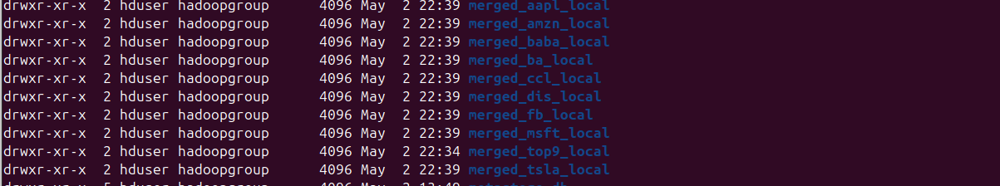 drwxr-xr-x  2 hduser hadoopgroup      4096 May  2 22:39 merged_aapl_local
drwxr-xr-x  2 hduser hadoopgroup      4096 May  2 22:39 merged_amzn_local
drwxr-xr-x  2 hduser hadoopgroup      4096 May  2 22:39 merged_baba_local
drwxr-xr-x  2 hduser hadoopgroup      4096 May  2 22:39 merged_ba_local
drwxr-xr-x  2 hduser hadoopgroup      4096 May  2 22:39 merged_ccl_local
drwxr-xr-x  2 hduser hadoopgroup      4096 May  2 22:39 merged_dis_local
drwxr-xr-x  2 hduser hadoopgroup      4096 May  2 22:39 merged_fb_local
drwxr-xr-x  2 hduser hadoopgroup      4096 May  2 22:39 merged_msft_local
drwxr-xr-x  2 hduser hadoopgroup      4096 May  2 22:34 merged_top9_local
drwxr-xr-x  2 hduser hadoopgroup      4096 May  2 22:39 merged_tsla_local